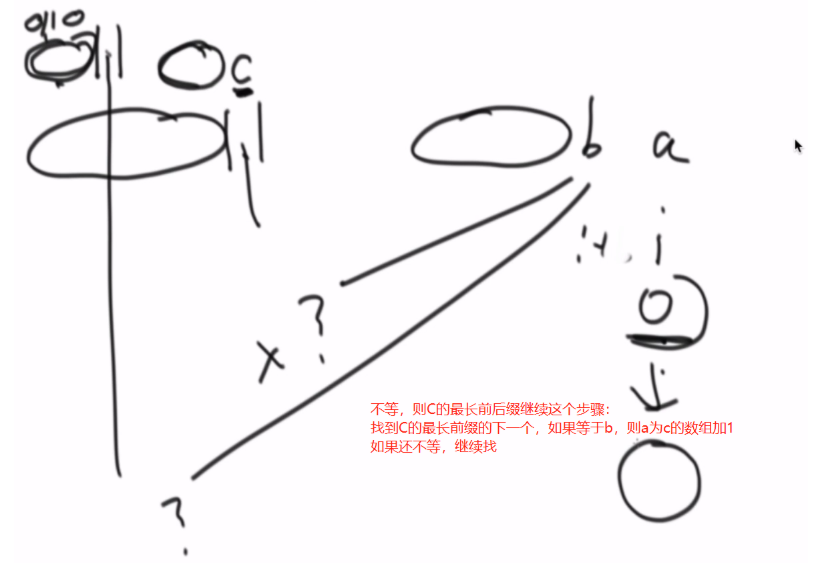 c
b a
i
?
不等，则C的最长前后缀继续这个步骤：
找到C的最长前缀的下一个，如果等于b，则a为c的数组加1
如果还不等，继续找
?